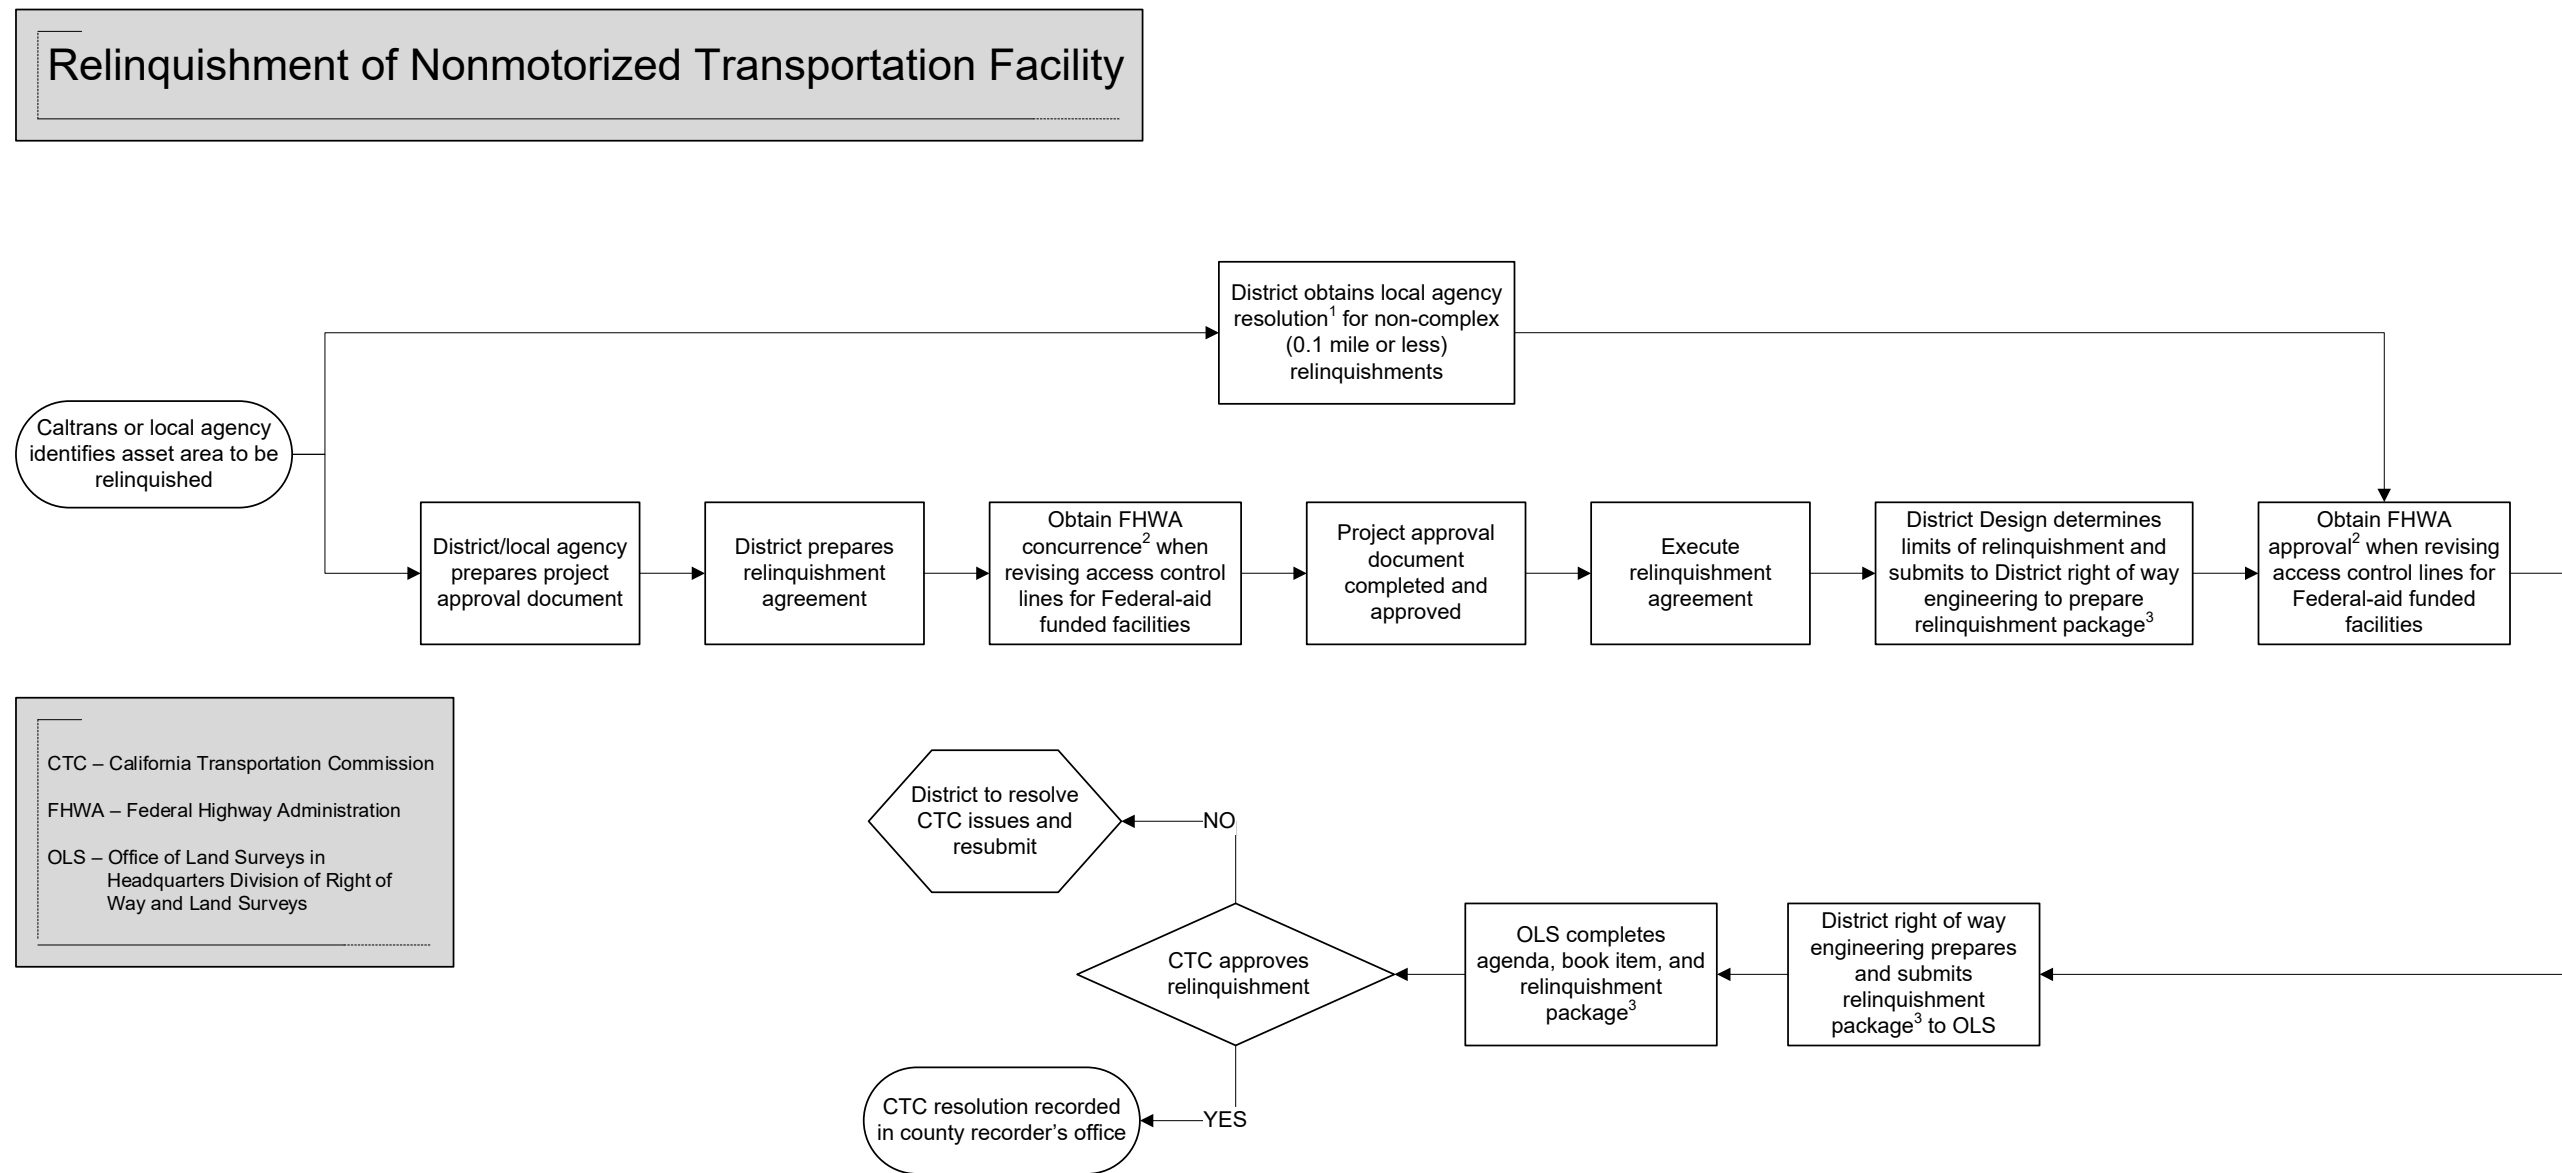 Relinquishment of Nonmotorized Transportation Facility
District obtains local agency
resolution1 for non-complex
(0.1 mile or less)
relinquishments
Caltrans or local agency
identifies asset area to be
relinquished
District/local agency
prepares project
approval document
District prepares
relinquishment
agreement
Obtain FHWA
concurrence2 when
revising access control
lines for Federal-aid
funded facilities
Project approval
document
completed and
approved
Execute
relinquishment
agreement
District Design determines
limits of relinquishment and
submits to District right of way
engineering to prepare
relinquishment package3
Obtain FHWA
approval2 when revising
access control lines for
Federal-aid funded
facilities
CTC – California Transportation Commission
FHWA – Federal Highway Administration
OLS – Office of Land Surveys in
Headquarters Division of Right of
Way and Land Surveys
District to resolve
CTC issues and
resubmit
NO
CTC approves
relinquishment
OLS completes
agenda, book item, and
relinquishment
package3
District right of way
engineering prepares
and submits
relinquishment
package3 to OLS
CTC resolution recorded
in county recorder’s office
YES